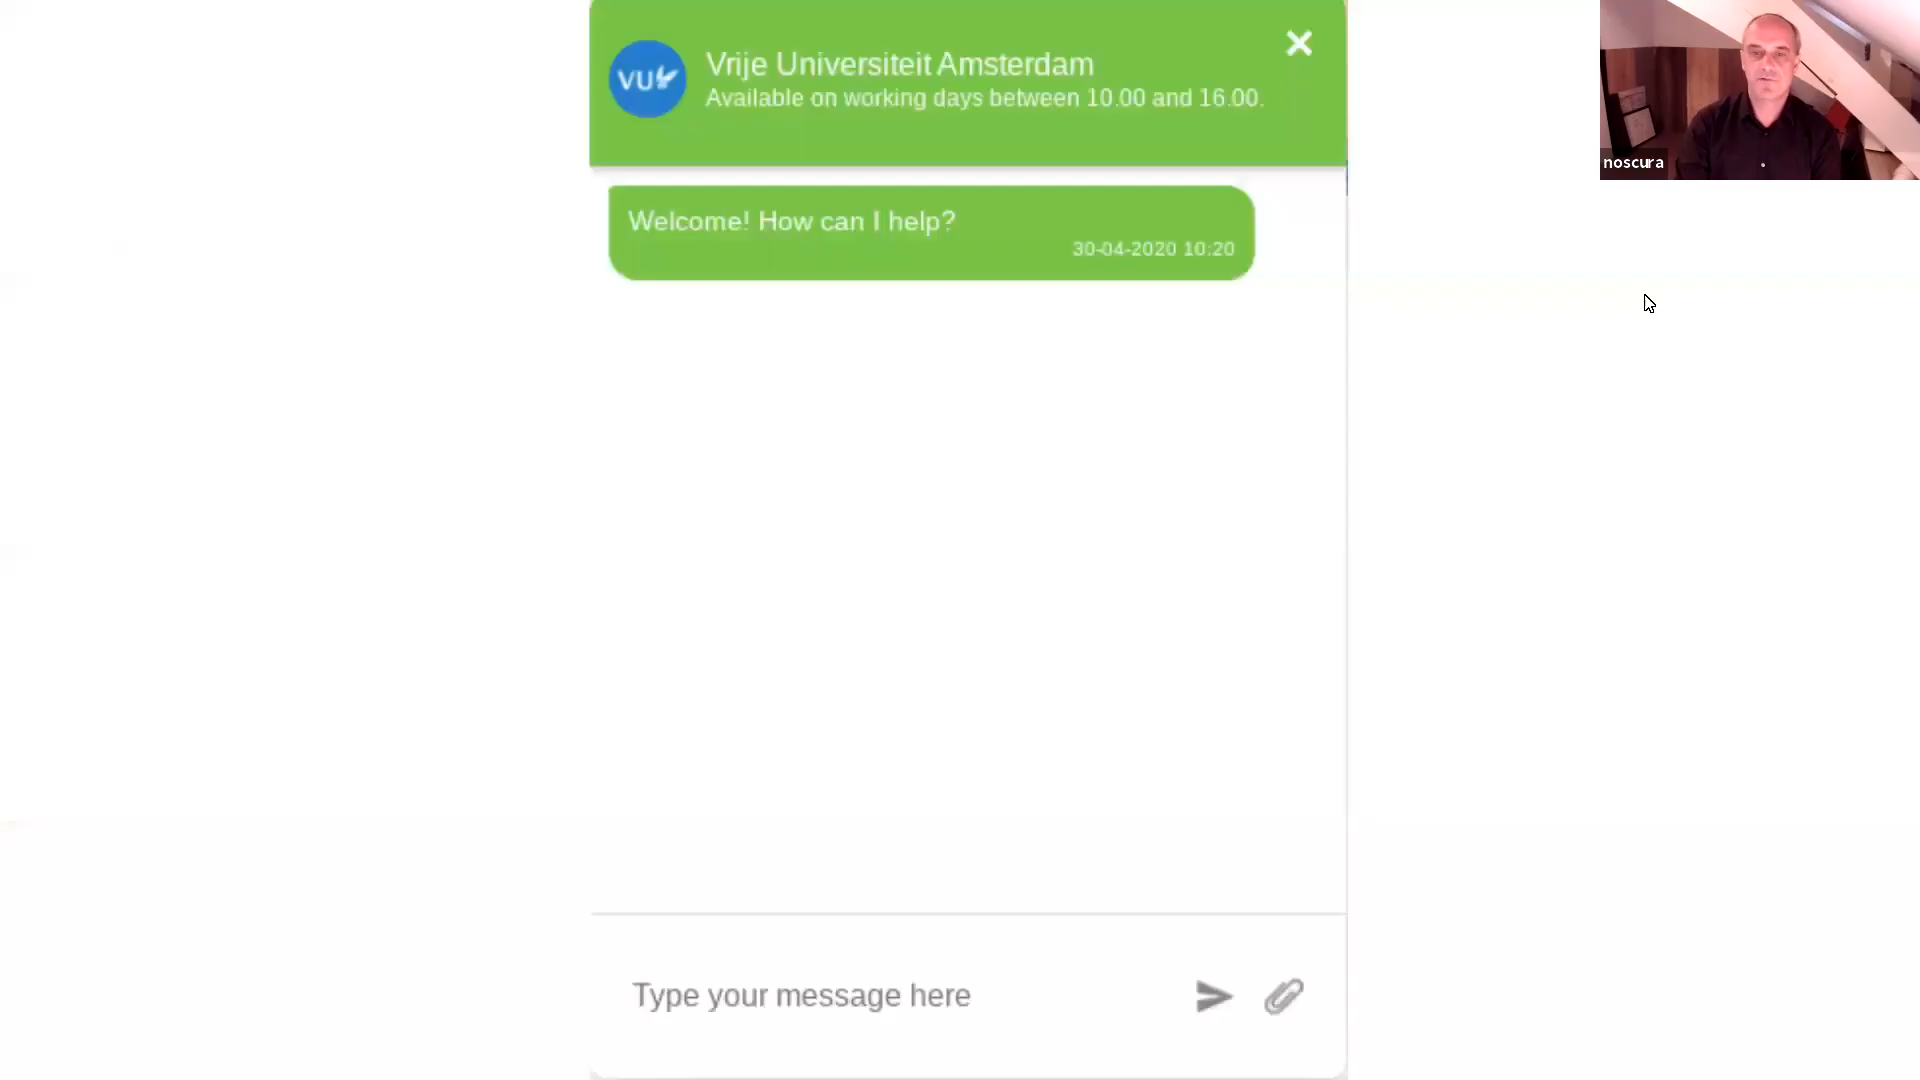 Vrije Universiteit Amsterdam
Available on working days between 10.00 and 16.00.
VU
noscura
Welcome! How can I help?
30-04-2020 10:20
Type your message here